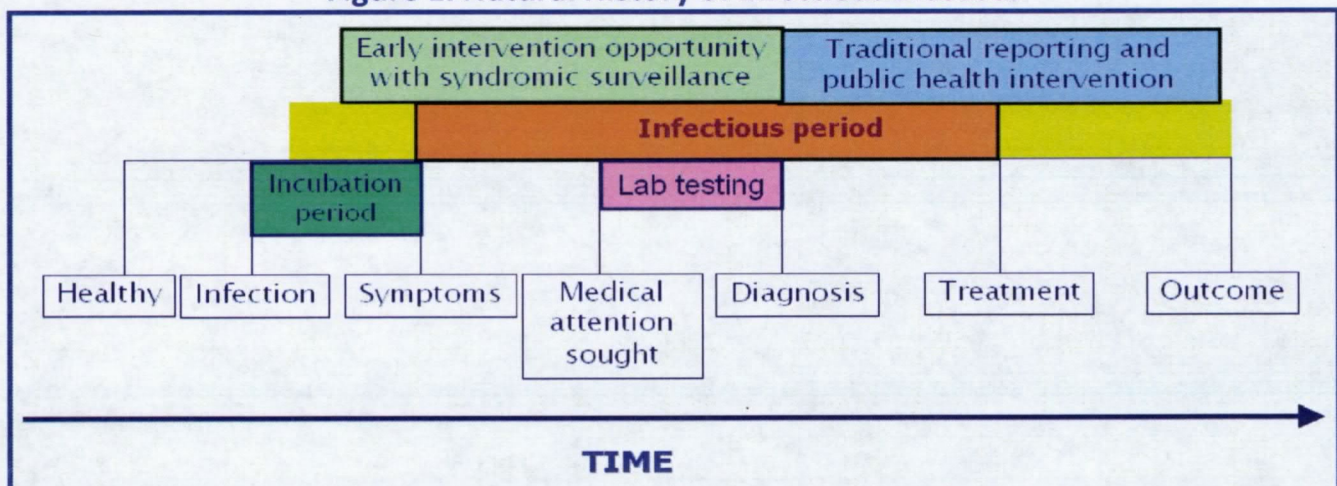 Early intervention opportunity
with syndromic surveillance
Traditional reporting and
public health intervention
Infectious period
Incubation
period
Lab testing
Healthy
Infection
Symptoms
Medical
attention
sought
Diagnosis
Treatment
Outcome
TIME